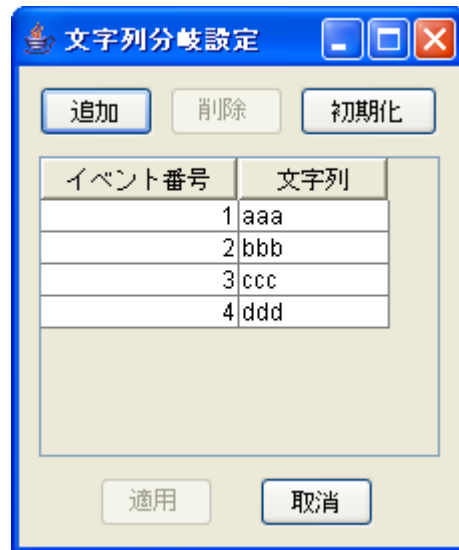 文字列分岐設定
追加 削除 初期化
イベント番号 文字列
1 aaa
2 bbb
3 ccc
4 ddd
適用 取消